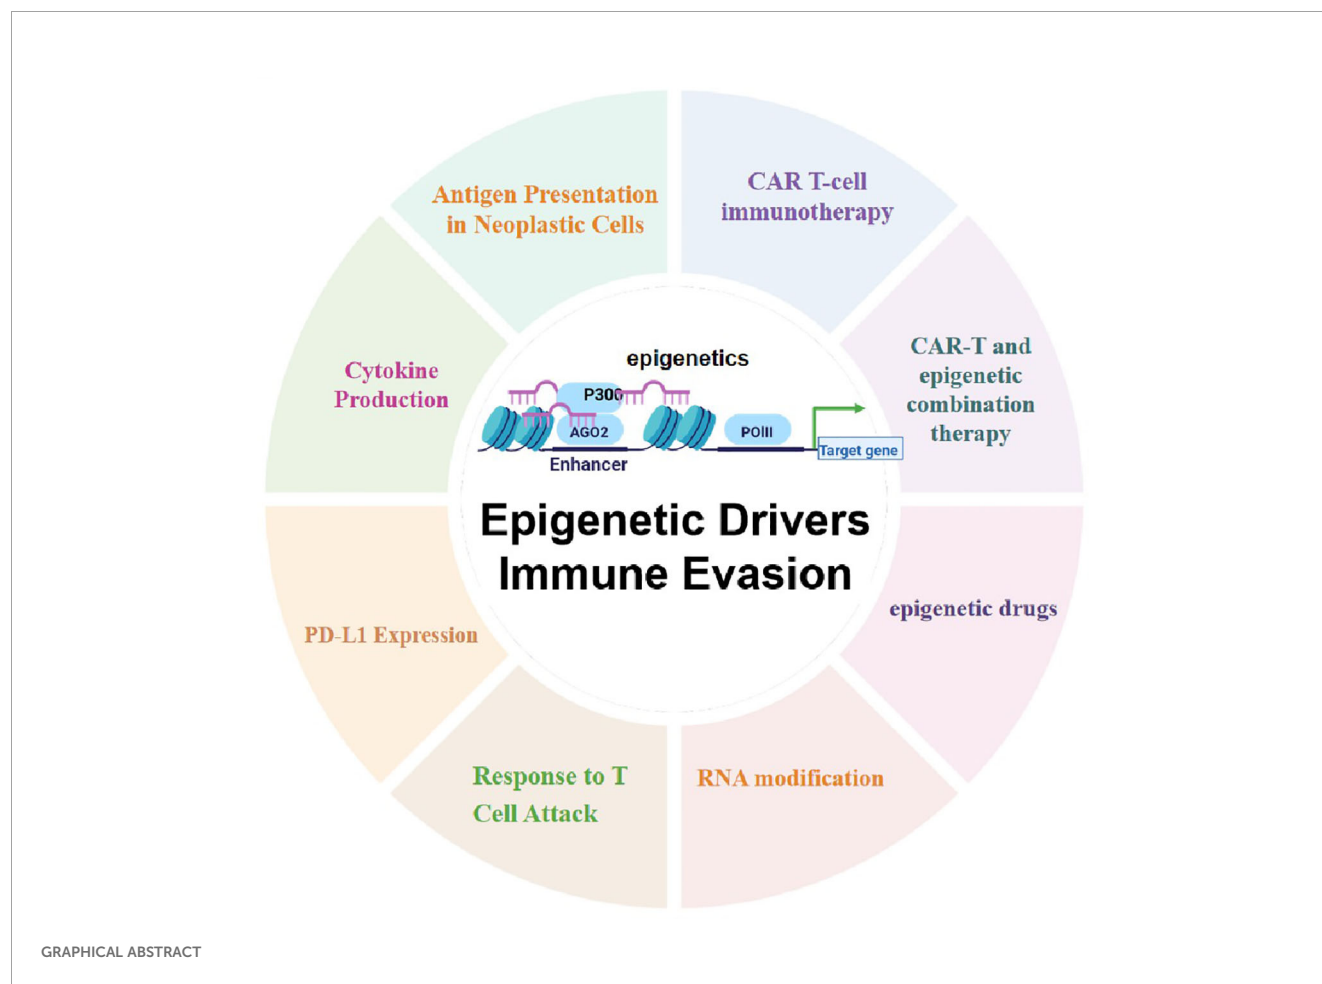 Antigen Presentation
in Neoplastic Cells
CAR T-cell
immunotherapy
Cytokine
Production
CAR-T and
epigenetic
combination
therapy
epigenetics
P300
AGO2
POlII
Enhancer
Target gene
Epigenetic Drivers
Immune Evasion
PD-L1 Expression
epigenetic drugs
Response to T
Cell Attack
RNA modification
GRAPHICAL ABSTRACT